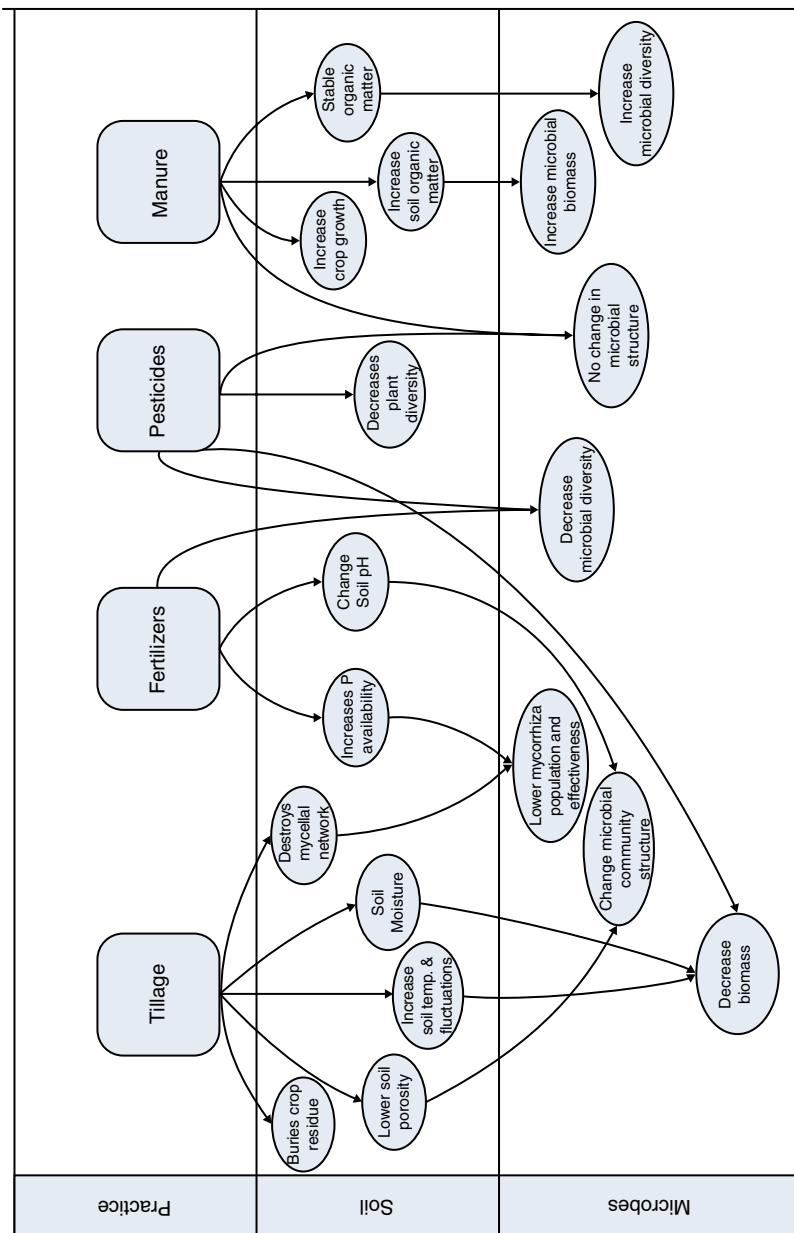 Practice
Tillage
Fertilizers
Pesticides
Manure
Soil
Buries crop
residue
Lower soil
porosity
Increase
soil temp. &
fluctuations
Soil
Moisture
Destroys
mycellal
network
Increases P
availability
Change
Soil pH
Decreases
plant
diversity
Increase
crop growth
Increase
soil organic
matter
Stable
organic
matter
Microbes
Decrease
biomass
Change microbial
community
structure
Lower mycorrhiza
population and
effectiveness
Decrease
microbial diversity
No change in
microbial
structure
Increase microbial
biomass
Increase
microbial diversity